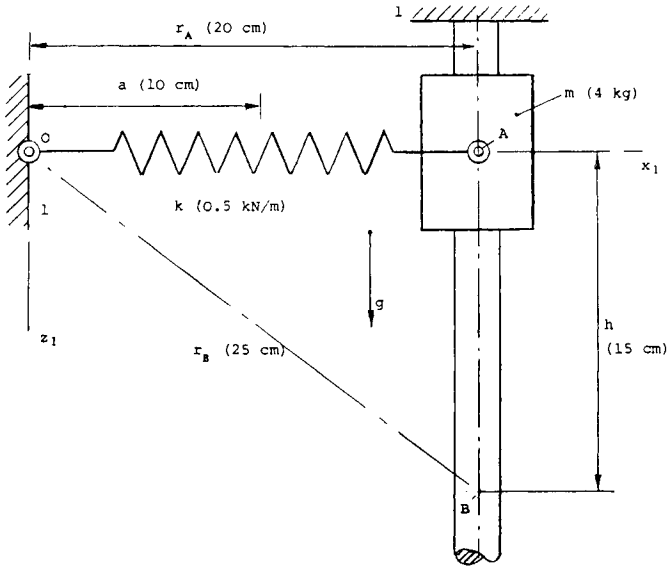 1
r_A (20 cm)
a (10 cm)
m (4 kg)
O
A
x_1
1
k (0.5 kN/m)
g
z_1
r_B (25 cm)
h
(15 cm)
B